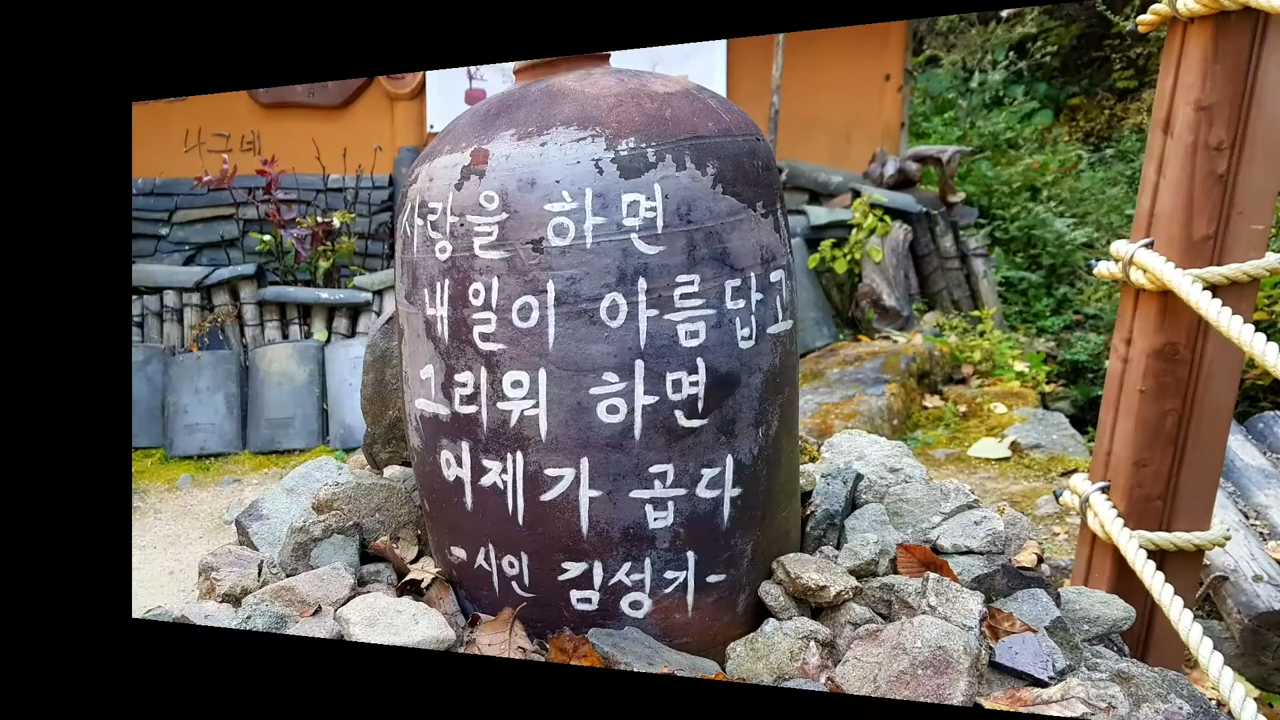 나그네
사랑을 하면
내일이 아름답고
그리워 하면
어제가 곱다
-시인 김성기-